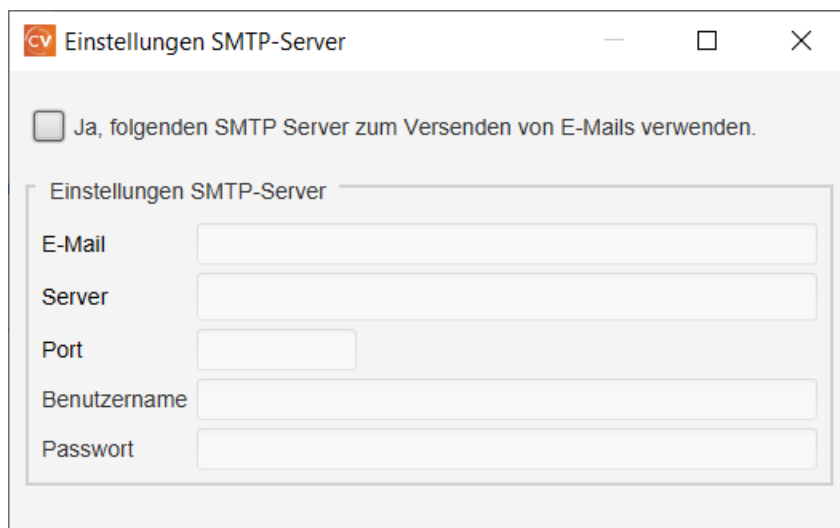 CV Einstellungen SMTP-Server
Ja, folgenden SMTP Server zum Versenden von E-Mails verwenden.
Einstellungen SMTP-Server
E-Mail
Server
Port
Benutzername
Passwort